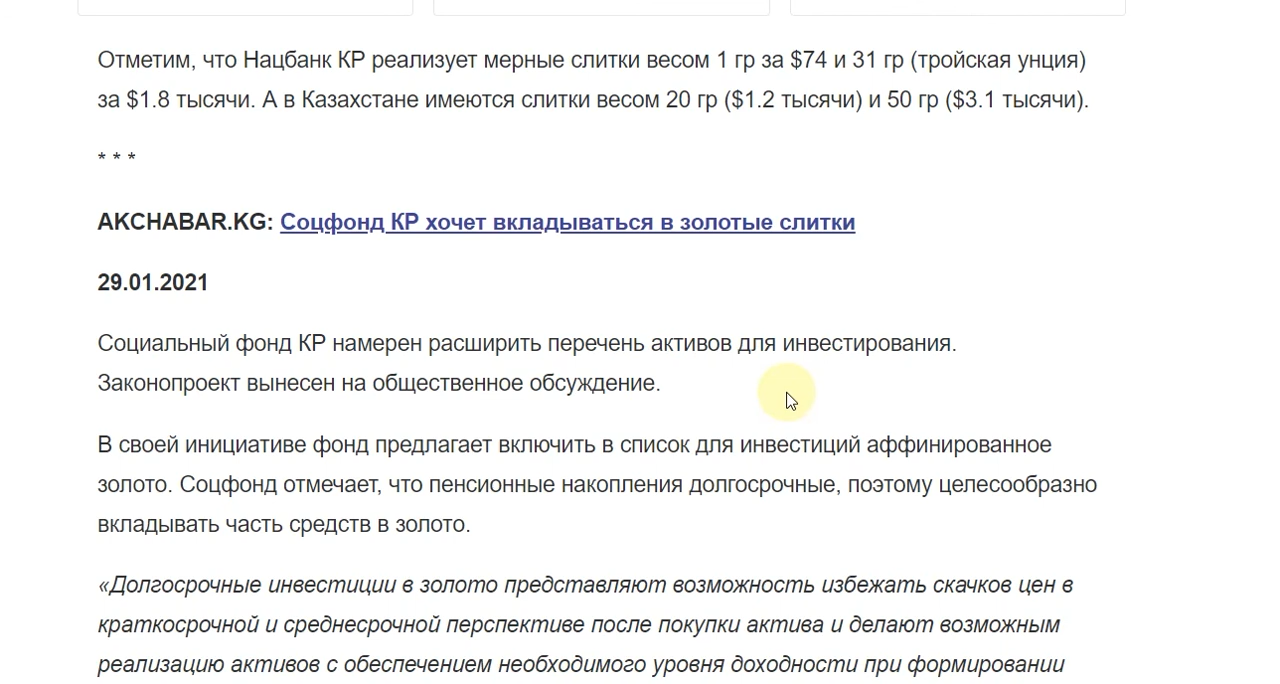 Отметим, что Нацбанк КР реализует мерные слитки весом 1 гр за $74 и 31 гр (тройская унция)
за $1.8 тысячи. А в Казахстане имеются слитки весом 20 гр ($1.2 тысячи) и 50 гр ($3.1 тысячи).
* * *
AKCHABAR.KG: Соцфонд КР хочет вкладываться в золотые слитки
29.01.2021
Социальный фонд КР намерен расширить перечень активов для инвестирования.
Законопроект вынесен на общественное обсуждение.
В своей инициативе фонд предлагает включить в список для инвестиций аффинированное
золото. Соцфонд отмечает, что пенсионные накопления долгосрочные, поэтому целесообразно
вкладывать часть средств в золото.
«Долгосрочные инвестиции в золото представляют возможность избежать скачков цен в
краткосрочной и среднесрочной перспективе после покупки актива и делают возможным
реализацию активов с обеспечением необходимого уровня доходности при формировании